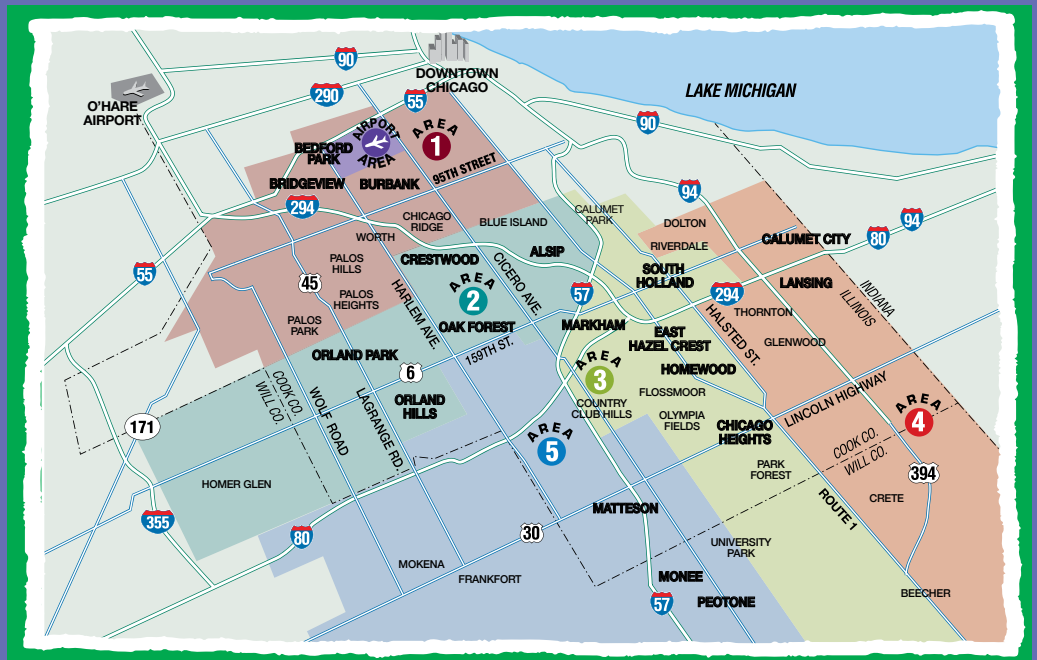 90
DOWNTOWN
CHICAGO
LAKE MICHIGAN
O'HARE
AIRPORT
290
55
90
AIRPORT
AREA
AREA
1
BEDFORD
PARK
95TH STREET
BRIDGEVIEW
BURBANK
294
94
CHICAGO
RIDGE
BLUE ISLAND
CALUMET
PARK
DOLTON
94
WORTH
RIVERDALE
CALUMET CITY
80
PALOS
HILLS
CRESTWOOD
ALSIP
55
45
AREA
2
CICERO AVE.
SOUTH
HOLLAND
LANSING
INDIANA
ILLINOIS
57
294
PALOS
HEIGHTS
HARLEM AVE.
HALSTED ST.
THORNTON
PALOS
PARK
OAK FOREST
MARKHAM
EAST
HAZEL CREST
GLENWOOD
ORLAND PARK
159TH ST.
AREA
3
HOMEWOOD
6
COOK CO.
WILL CO.
WOLF ROAD
LAGRANGE RD.
ORLAND
HILLS
FLOSSMOOR
LINCOLN HIGHWAY
AREA
4
COUNTRY
CLUB HILLS
OLYMPIA
FIELDS
171
AREA
5
CHICAGO
HEIGHTS
COOK CO.
WILL CO.
PARK
FOREST
394
HOMER GLEN
CRETE
355
MATTESON
ROUTE 1
80
30
UNIVERSITY
PARK
MOKENA
FRANKFORT
MONEE
BEECHER
57
PEOTONE